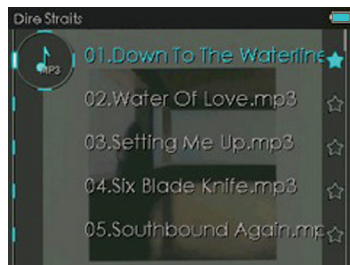 Dire Straits
MP3
01.Down To The Waterline
02.Water Of Love.mp3
03.Setting Me Up.mp3
04.Six Blade Knife.mp3
05.Southbound Again.mp